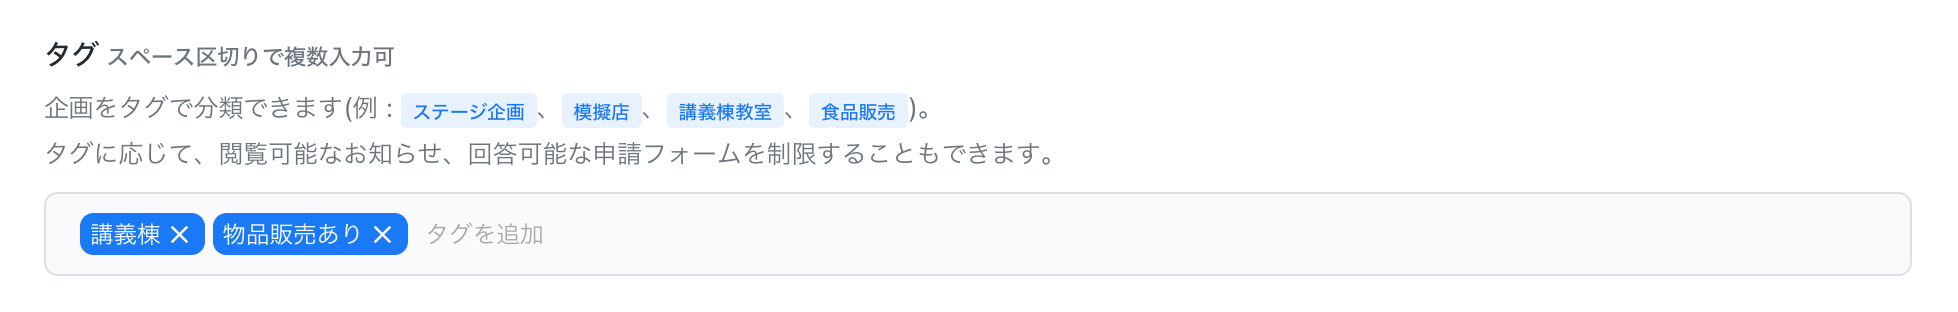 タグ スペース区切りで複数入力可
企画をタグで分類できます(例：ステージ企画、模擬店、講義棟教室、食品販売)。
タグに応じて、閲覧可能なお知らせ、回答可能な申請フォームを制限することもできます。
講義棟 × 物品販売あり × タグを追加